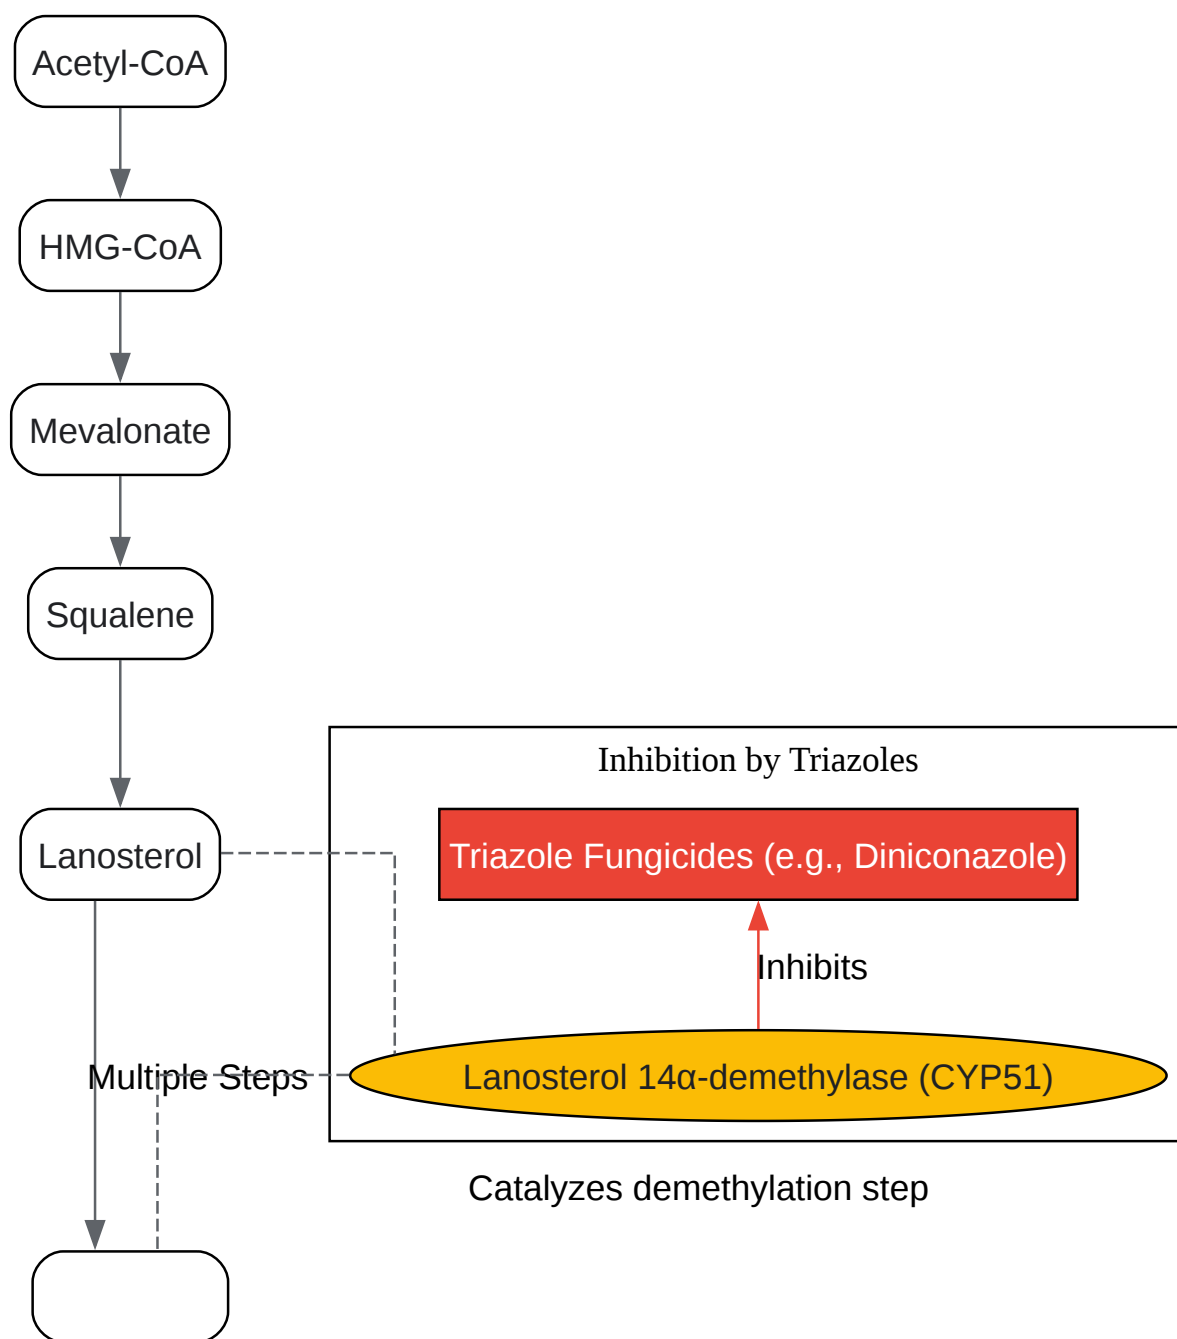 Acetyl-CoA
HMG-CoA
Mevalonate
Squalene
Inhibition by Triazoles
Lanosterol
Triazole Fungicides (e.g., Diniconazole)
Inhibits
Multiple Steps
Lanosterol 14α-demethylase (CYP51)
Catalyzes demethylation step